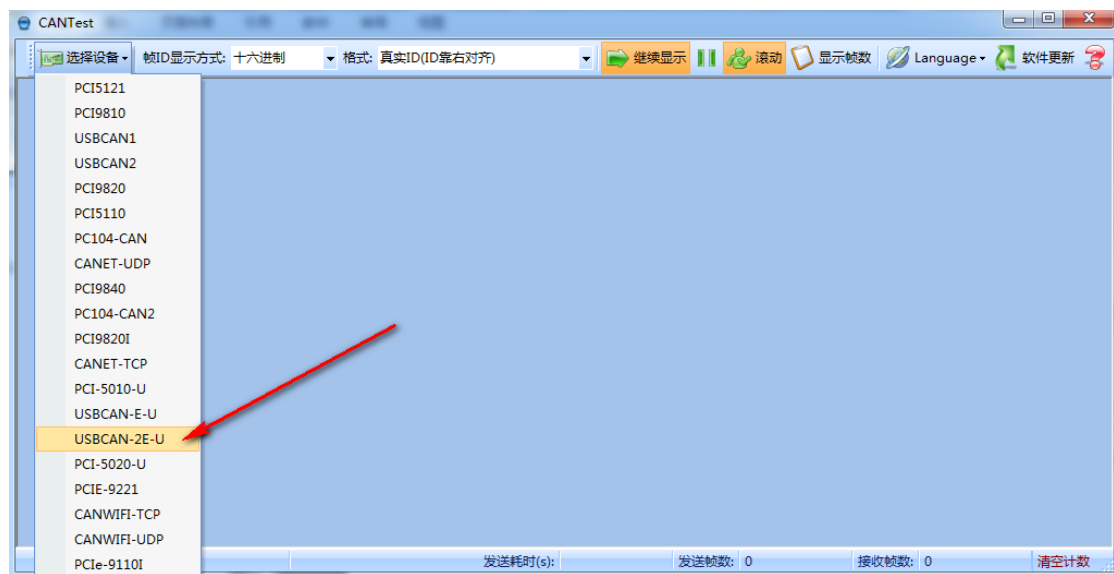 CANTest
选择设备 帧ID显示方式: 十六进制 格式: 真实ID(ID靠右对齐) 继续显示 滚动 显示帧数 Language 软件更新
PCI5121
PCI9810
USBCAN1
USBCAN2
PCI9820
PCI5110
PC104-CAN
CANET-UDP
PCI9840
PC104-CAN2
PCI9820I
CANET-TCP
PCI-5010-U
USBCAN-E-U
USBCAN-2E-U
PCI-5020-U
PCIE-9221
CANWIFI-TCP
CANWIFI-UDP
PCIe-9110I
发送耗时(s): 发送帧数: 0 接收帧数: 0 清空计数